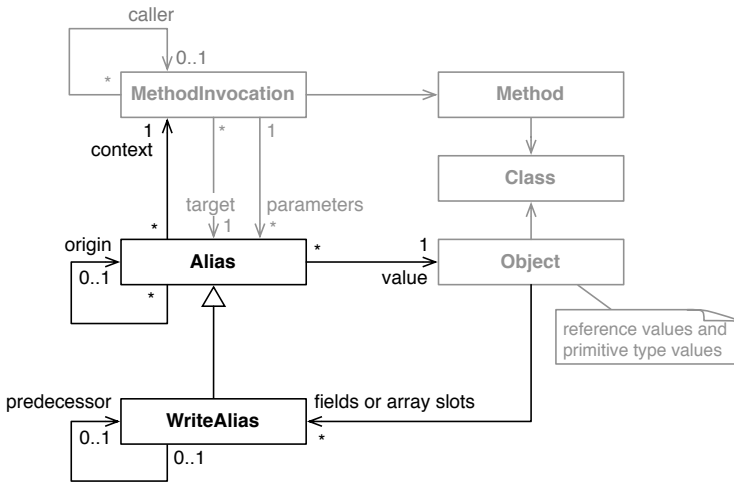 caller
0..1
*
MethodInvocation
Method
1
*
1
context
Class
target
parameters
*
1
*
origin
*
1
0..1
Alias
Object
*
value
reference values and
primitive type values
predecessor
fields or array slots
0..1
WriteAlias
*
0..1